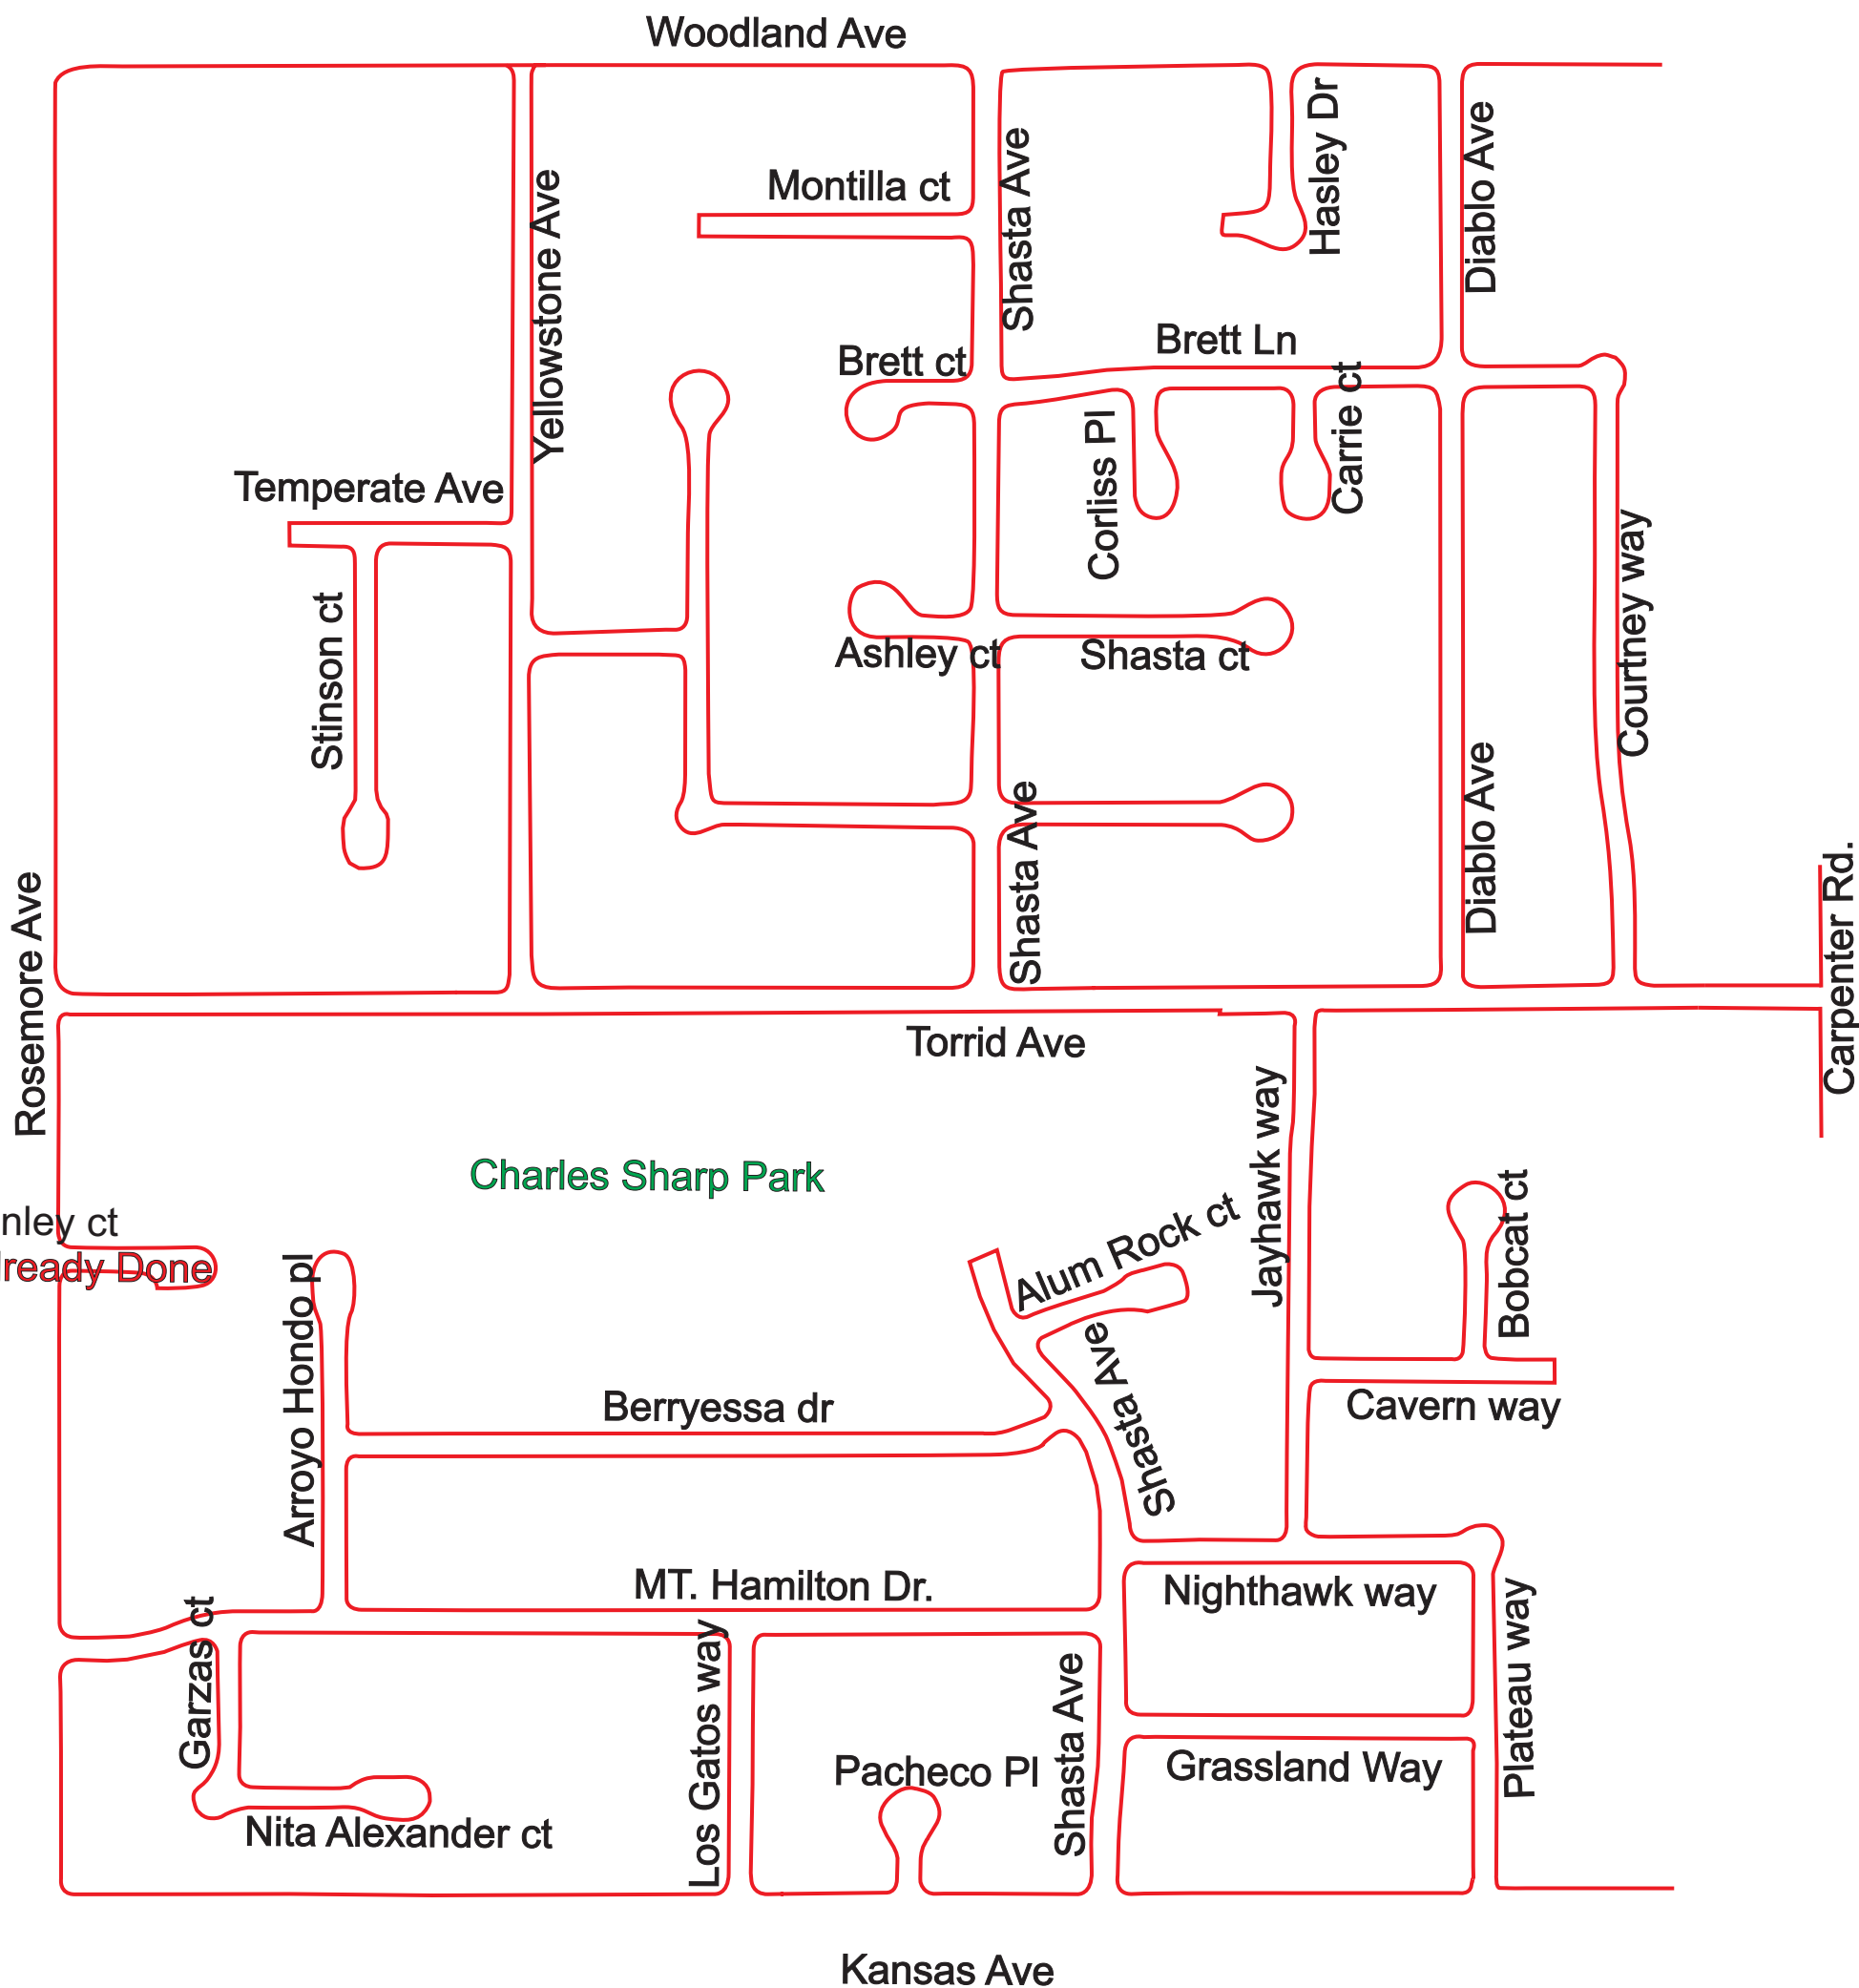 Woodland Ave
Hasley Dr
Diablo Ave
Shasta Ave
Montilla ct
Yellowstone Ave
Brett Ln
Brett ct
Carrie ct
Corliss Pl
Temperate Ave
Courtney way
Stinson ct
Ashley ct
Shasta ct
Diablo Ave
Shasta Ave
Carpenter Rd.
Rosemore Ave
Torrid Ave
Jayhawk way
Charles Sharp Park
Bobcat ct
nley ct
lready Done
Alum Rock ct
Arroyo Hondo pl
Shasta Ave
Berryessa dr
Cavern way
MT. Hamilton Dr.
Nighthawk way
Plateau way
Garzas ct
Los Gatos way
Shasta Ave
Pacheco Pl
Grassland Way
Nita Alexander ct
Kansas Ave